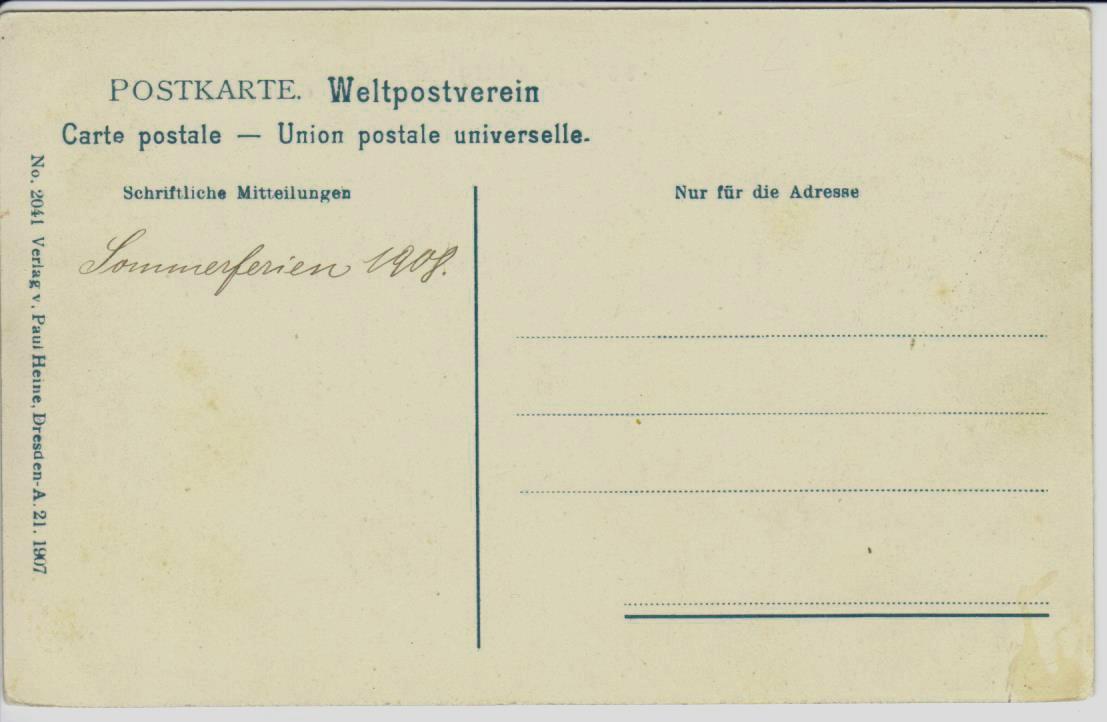 POSTKARTE. Weltpostverein
Carte postale — Union postale universelle.
Schriftliche Mitteilungen
Nur für die Adresse
Sommerferien 1908.
No. 2041 Verlag v. Paul Heine, Dresden-A. 21. 1907